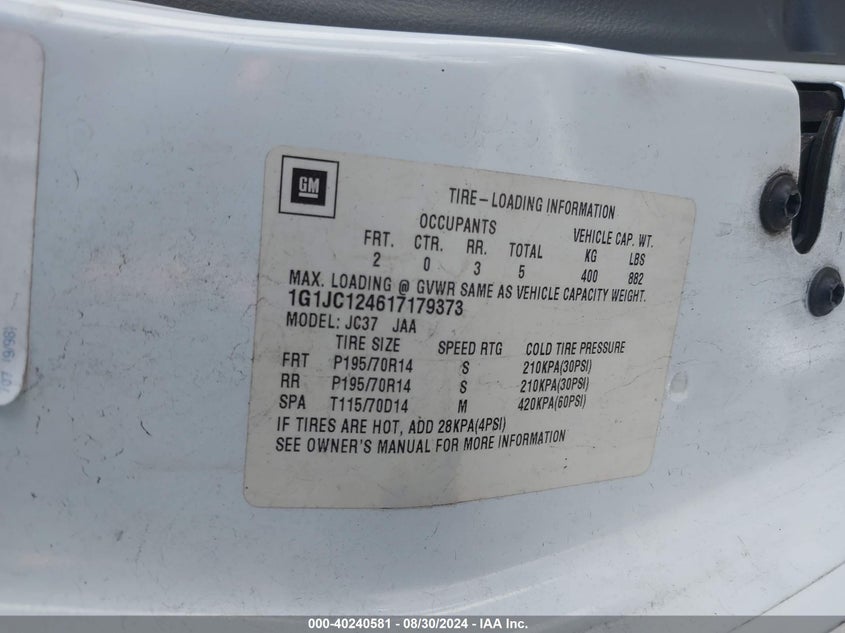 GM
TIRE-LOADING INFORMATION
OCCUPANTS VEHICLE CAP. WT.
FRT. CTR. RR. TOTAL KG LBS
2 0 3 5 400 882
MAX. LOADING @ GVWR SAME AS VEHICLE CAPACITY WEIGHT.
1G1JC124617179373
MODEL: JC37 JAA
TIRE SIZE SPEED RTG COLD TIRE PRESSURE
FRT P195/70R14 S 210KPA(30PSI)
RR P195/70R14 S 210KPA(30PSI)
SPA T115/70D14 M 420KPA(60PSI)
IF TIRES ARE HOT, ADD 28KPA(4PSI)
SEE OWNER'S MANUAL FOR MORE INFORMATION
000-40240581 - 08/30/2024 - IAA Inc.